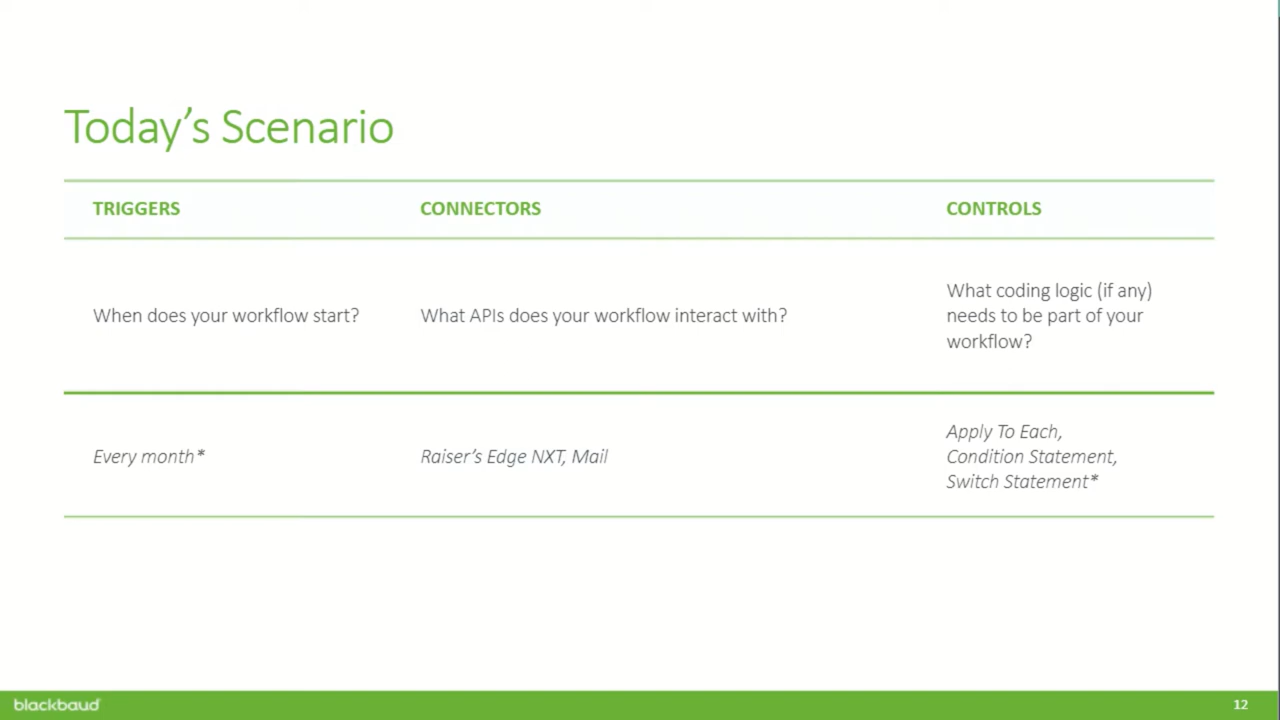 Today's Scenario
TRIGGERS
CONNECTORS
CONTROLS
When does your workflow start?
What APIs does your workflow interact with?
What coding logic (if any)
needs to be part of your
workflow?
Every month*
Raiser's Edge NXT, Mail
Apply To Each,
Condition Statement,
Switch Statement*
blackbaud
12